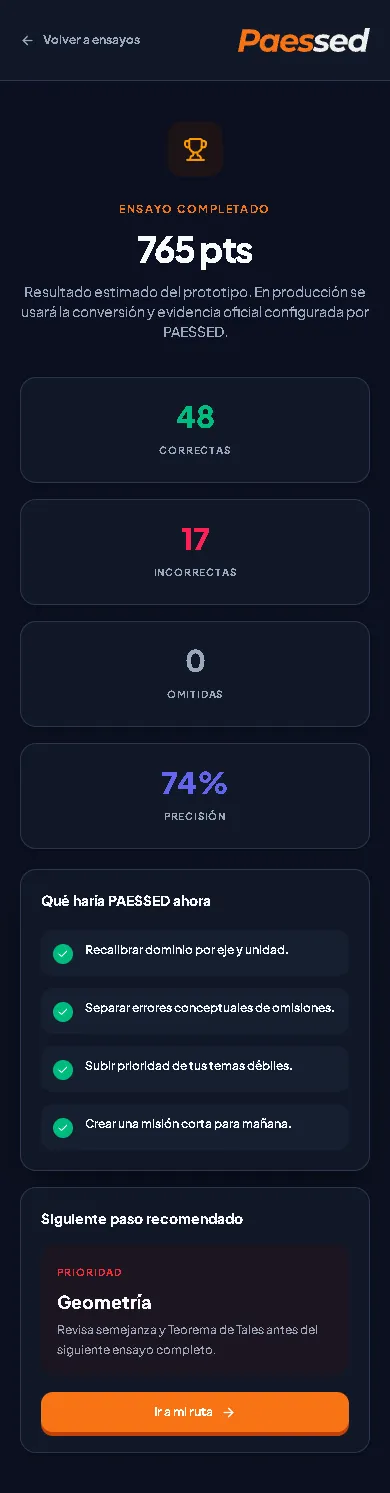 Volver a ensayos
Paessed
ENSAYO COMPLETADO
765 pts
Resultado estimado del prototipo. En producción se
usará la conversión y evidencia oficial configurada por
PAESSED.
48
CORRECTAS
17
INCORRECTAS
0
OMITIDAS
74%
PRECISIÓN
Qué haría PAESSED ahora
Recalibrar dominio por eje y unidad.
Separar errores conceptuales de omisiones.
Subir prioridad de tus temas débiles.
Crear una misión corta para mañana.
Siguiente paso recomendado
PRIORIDAD
Geometría
Revisa semejanza y Teorema de Tales antes del
siguiente ensayo completo.
Ir a mi ruta